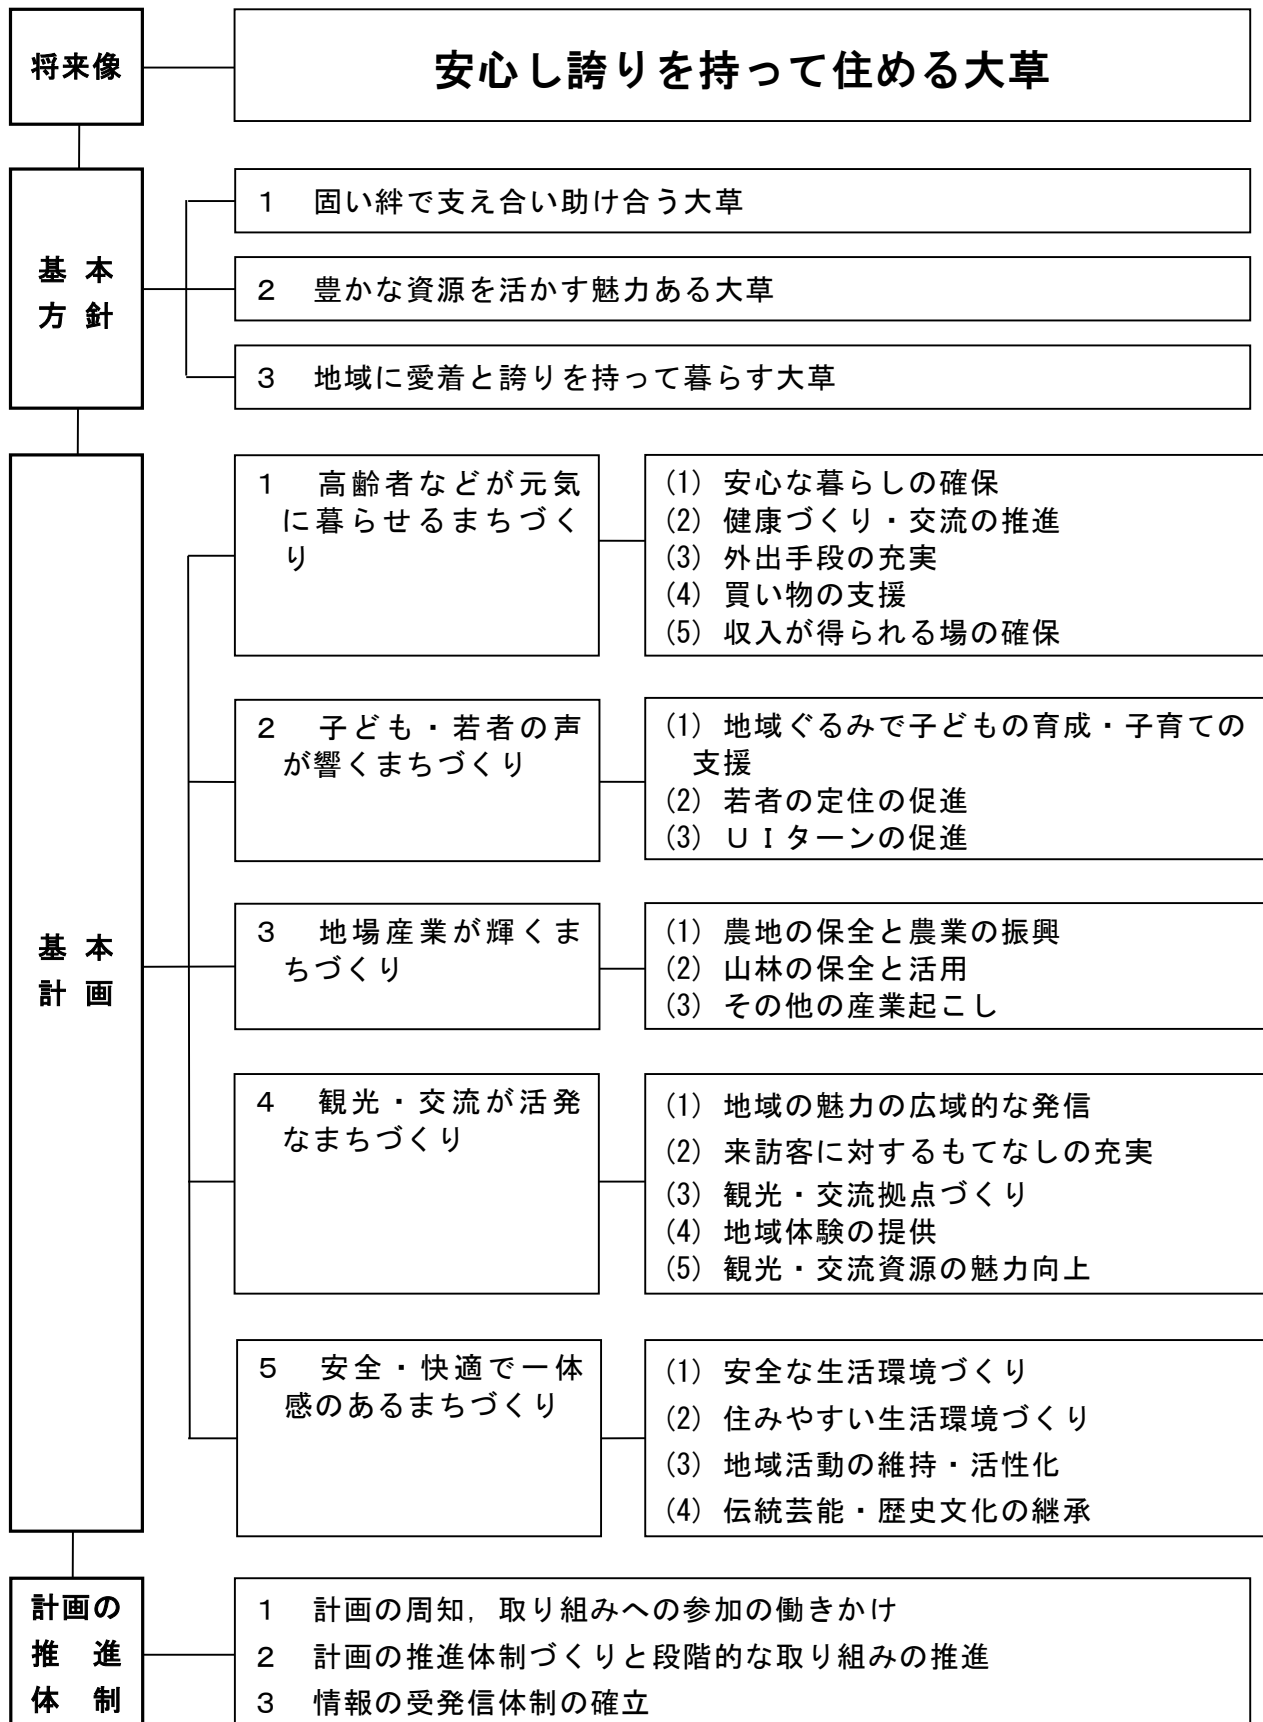 将来像
安心し誇りを持って住める大草
基本
方針
1 固い絆で支え合い助け合う大草
2 豊かな資源を活かす魅力ある大草
3 地域に愛着と誇りを持って暮らす大草
基本
計画
1 高齢者などが元気
に暮らせるまちづく
り
(1) 安心な暮らしの確保
(2) 健康づくり・交流の推進
(3) 外出手段の充実
(4) 買い物の支援
(5) 収入が得られる場の確保
2 子ども・若者の声
が響くまちづくり
(1) 地域ぐるみで子どもの育成・子育ての
支援
(2) 若者の定住の促進
(3) UIターンの促進
3 地場産業が輝くま
ちづくり
(1) 農地の保全と農業の振興
(2) 山林の保全と活用
(3) その他の産業起こし
4 観光・交流が活発
なまちづくり
(1) 地域の魅力の広域的な発信
(2) 来訪客に対するもてなしの充実
(3) 観光・交流拠点づくり
(4) 地域体験の提供
(5) 観光・交流資源の魅力向上
5 安全・快適で一体
感のあるまちづくり
(1) 安全な生活環境づくり
(2) 住みやすい生活環境づくり
(3) 地域活動の維持・活性化
(4) 伝統芸能・歴史文化の継承
計画の
推進
体制
1 計画の周知，取り組みへの参加の働きかけ
2 計画の推進体制づくりと段階的な取り組みの推進
3 情報の受発信体制の確立